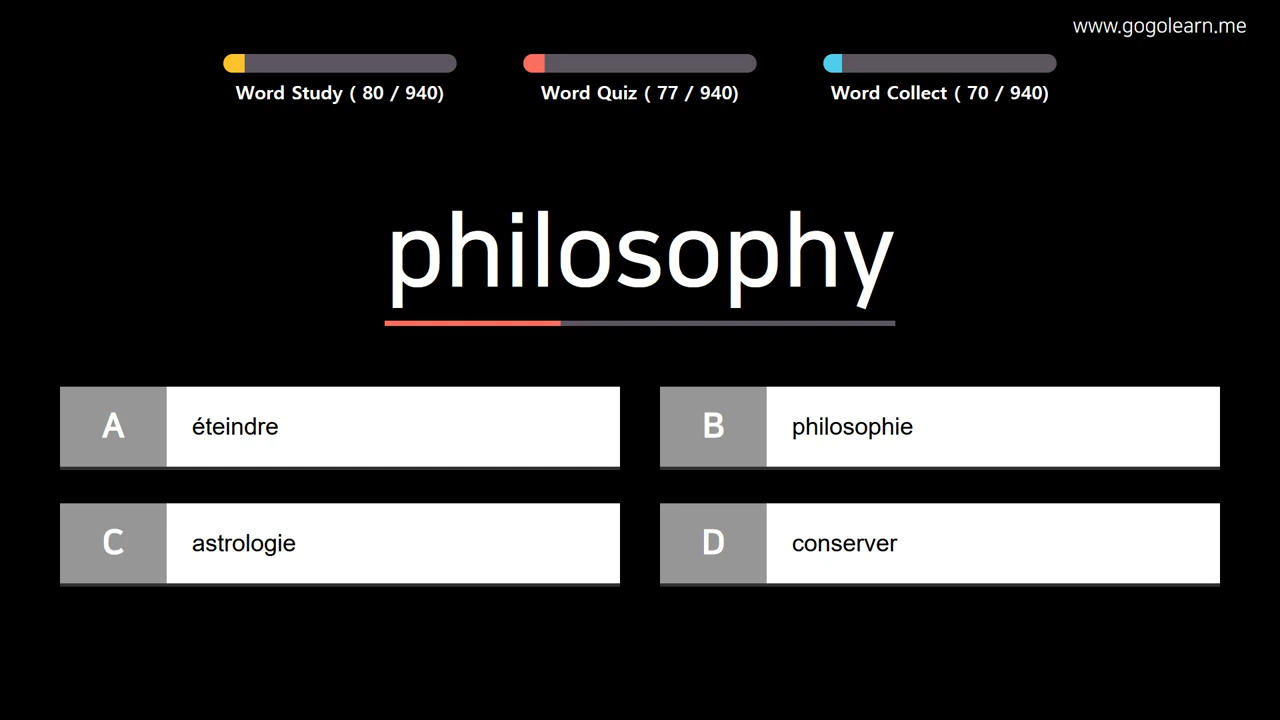 www.gogolearn.me
Word Study ( 80 / 940)
Word Quiz ( 77 / 940)
Word Collect ( 70 / 940)
philosophy
A éteindre
B philosophie
C astrologie
D conserver